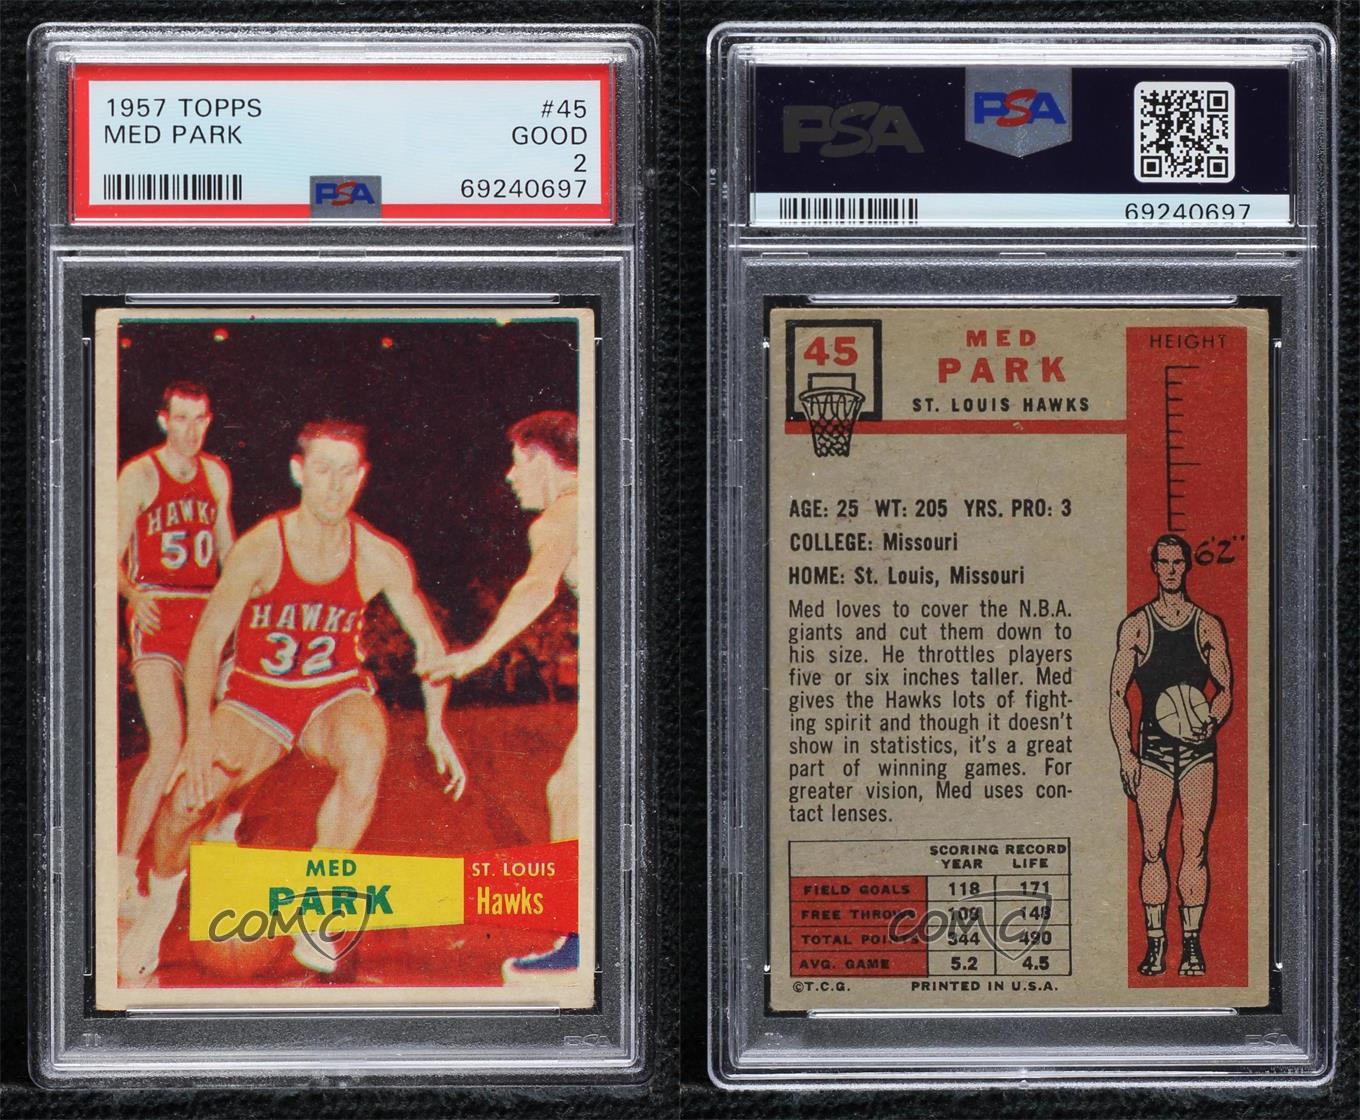 1957 TOPPS #45
MED PARK GOOD
2
PSA 69240697
HAWKS
50
HAWKS
32
MED
PARK
ST. LOUIS
Hawks
COMC
PSA
PSA PSA
69240697
45
MED
PARK
ST. LOUIS HAWKS
HEIGHT
6'2"
AGE: 25 WT: 205 YRS. PRO: 3
COLLEGE: Missouri
HOME: St. Louis, Missouri
Med loves to cover the N.B.A.
giants and cut them down to
his size. He throttles players
five or six inches taller. Med
gives the Hawks lots of fight-
ing spirit and though it doesn't
show in statistics, it's a great
part of winning games. For
greater vision, Med uses con-
tact lenses.
SCORING RECORD
YEAR LIFE
FIELD GOALS 118 171
FREE THROWS 108 148
TOTAL POINTS 344 490
AVG. GAME 5.2 4.5
COMC
©T.C.G. PRINTED IN U.S.A.
PSA